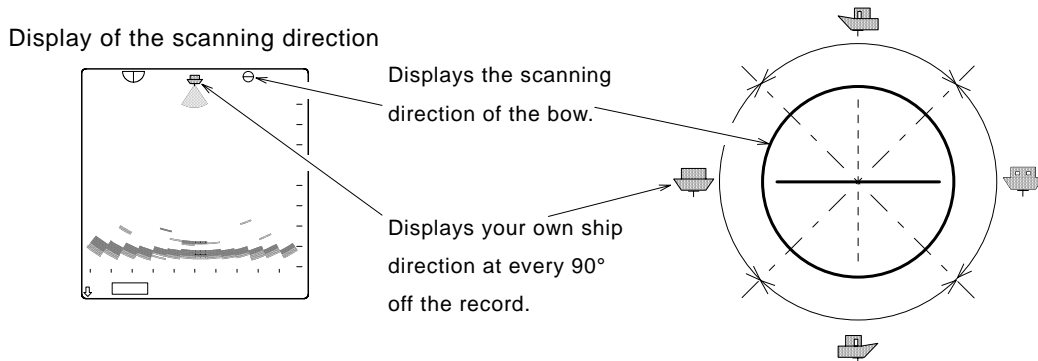 Display of the scanning direction
Displays the scanning
direction of the bow.
Displays your own ship
direction at every 90°
off the record.